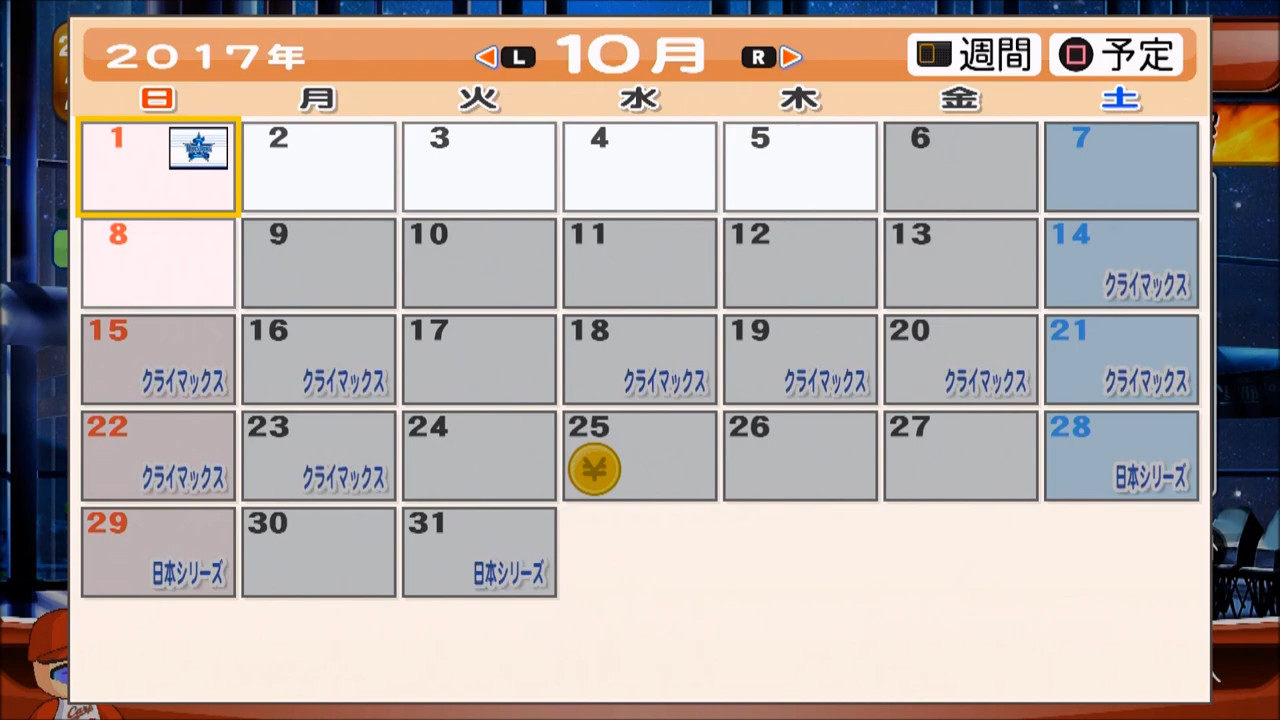 2017年 L 10月 R 週間 予定
日 月 火 水 木 金 土
1 2 3 4 5 6 7
8 9 10 11 12 13 14
クライマックス
15 16 17 18 19 20 21
クライマックス クライマックス クライマックス クライマックス クライマックス クライマックス
22 23 24 25 26 27 28
¥
クライマックス クライマックス 日本シリーズ
29 30 31
日本シリーズ 日本シリーズ